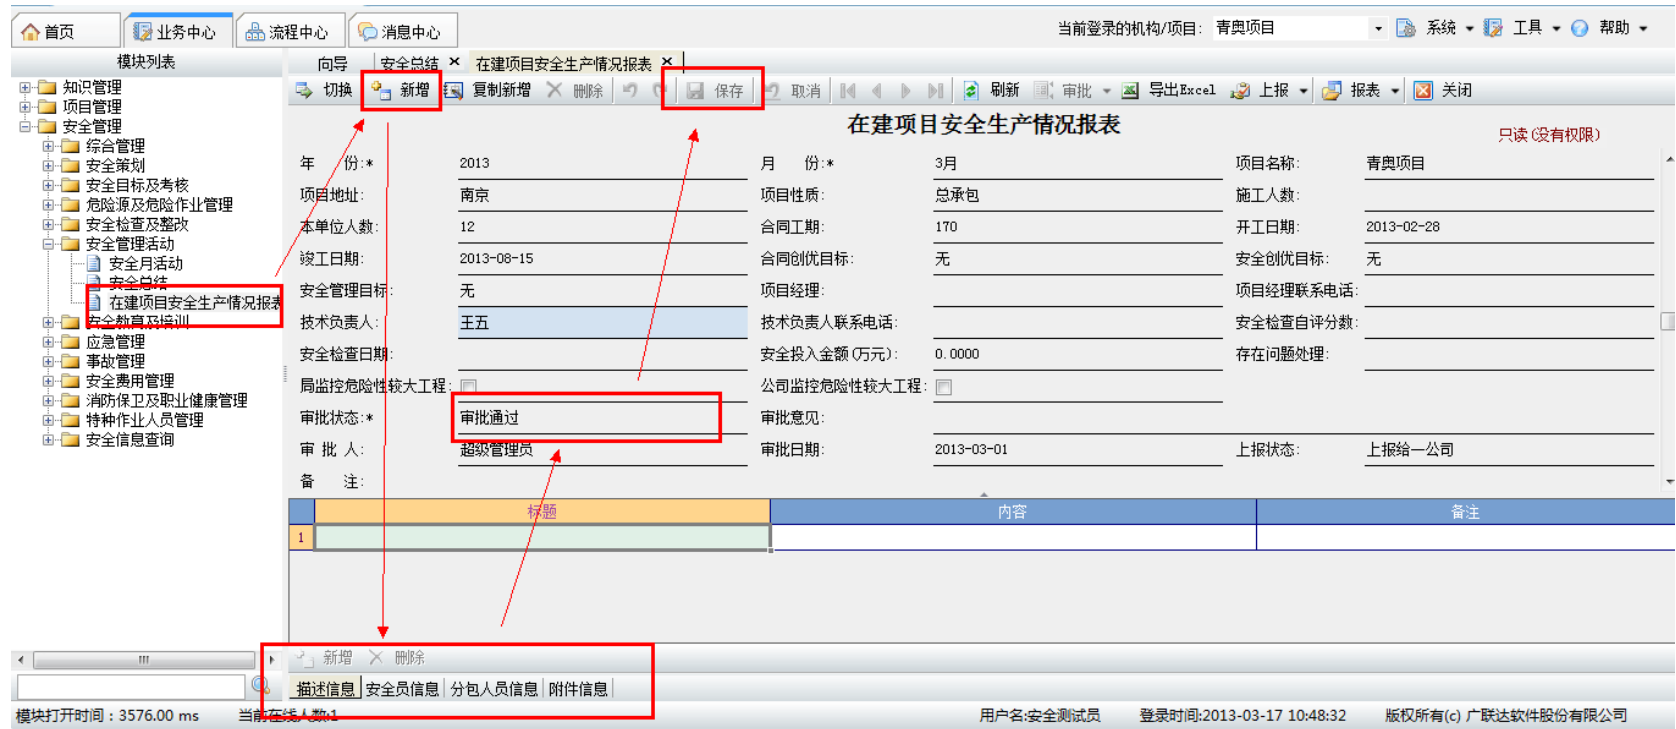 首页 业务中心 流程中心 消息中心 当前登录的机构/项目: 青奥项目 系统 工具 帮助
模块列表 向导 安全总结 × 在建项目安全生产情况报表 ×
切换 新增 复制新增 删除 保存 取消 刷新 审批 导出Excel 上报 报表 关闭
知识管理
项目管理
安全管理
综合管理
安全策划
安全目标及考核
危险源及危险作业管理
安全检查及整改
安全管理活动
安全月活动
安全总结
在建项目安全生产情况报表
安全教育及培训
应急管理
事故管理
安全费用管理
消防保卫及职业健康管理
特种作业人员管理
安全信息查询
在建项目安全生产情况报表
只读(没有权限)
年 份:* 2013 月 份:* 3月 项目名称: 青奥项目
项目地址: 南京 项目性质: 总承包 施工人数:
本单位人数: 12 合同工期: 170 开工日期: 2013-02-28
竣工日期: 2013-08-15 合同创优目标: 无 安全创优目标: 无
安全管理目标: 无 项目经理: 项目经理联系电话:
技术负责人: 王五 技术负责人联系电话: 安全检查自评分数:
安全检查日期: 安全投入金额(万元): 0.0000 存在问题处理:
局监控危险性较大工程: 公司监控危险性较大工程:
审批状态:* 审批通过 审批意见:
审 批 人: 超级管理员 审批日期: 2013-03-01 上报状态: 上报给一公司
备 注:
标题 内容 备注
1
新增 删除
描述信息 安全员信息 分包人员信息 附件信息
模块打开时间：3576.00 ms 当前在线人数:1 用户名:安全测试员 登录时间:2013-03-17 10:48:32 版权所有(c) 广联达软件股份有限公司